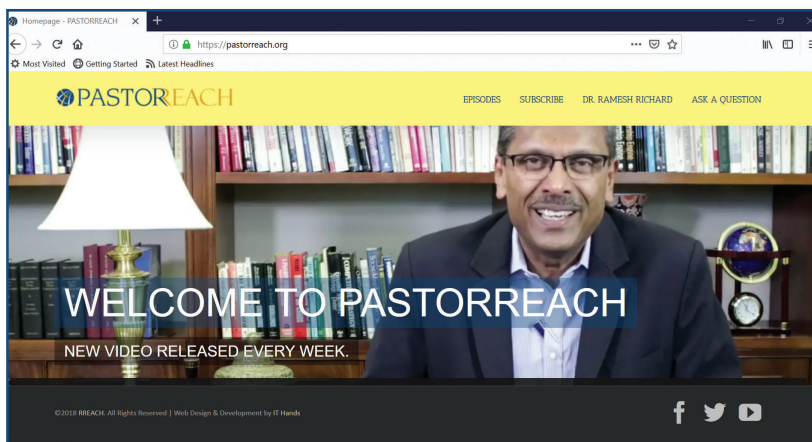 Homepage - PASTORREACH
https://pastorreach.org
Most Visited Getting Started Latest Headlines
PASTORREACH EPISODES SUBSCRIBE DR. RAMESH RICHARD ASK A QUESTION
WELCOME TO PASTORREACH
NEW VIDEO RELEASED EVERY WEEK.
©2018 RREACH. All Rights Reserved | Web Design & Development by IT Hands